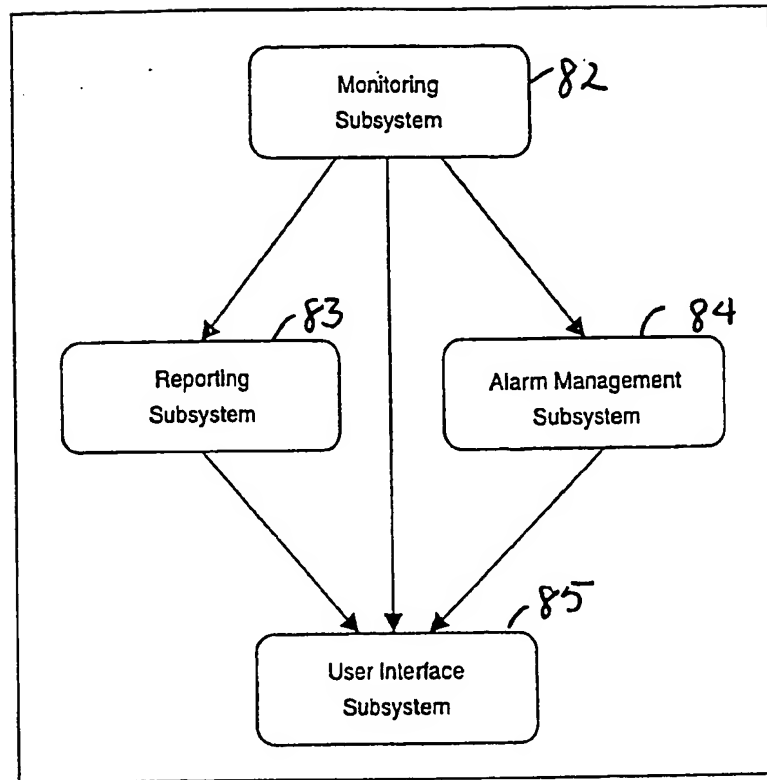 Monitoring
Subsystem
82
83
84
Reporting
Subsystem
Alarm Management
Subsystem
85
User Interface
Subsystem